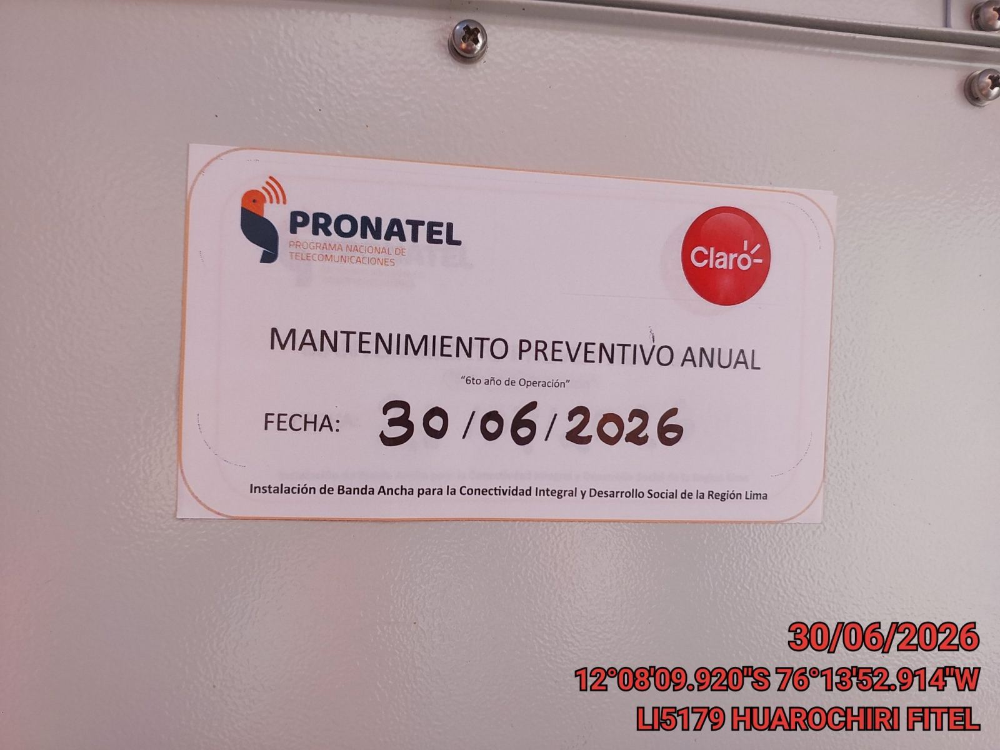 PRONATEL
PROGRAMA NACIONAL DE
TELECOMUNICACIONES
Claro
MANTENIMIENTO PREVENTIVO ANUAL
“6to año de Operación”
FECHA: 30/06/2026
Instalación de Banda Ancha para la Conectividad Integral y Desarrollo Social de la Región Lima
30/06/2026
12°08'09.920"S 76°13'52.914"W
LI5179 HUAROCHIRI FITEL